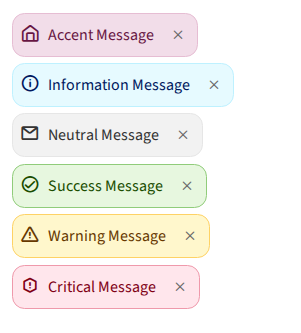 Accent Message
Information Message
Neutral Message
Success Message
Warning Message
Critical Message